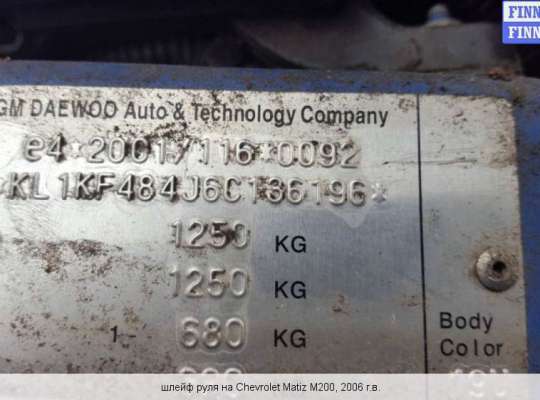 FINN
FINN
GM DAEWOO Auto & Technology Company
e4*2001/116*0092
*KL1KF484J6C136196*
1250 KG
1250 KG
1- 680 KG
Body
Color
шлейф руля на Chevrolet Matiz M200, 2006 г.в.